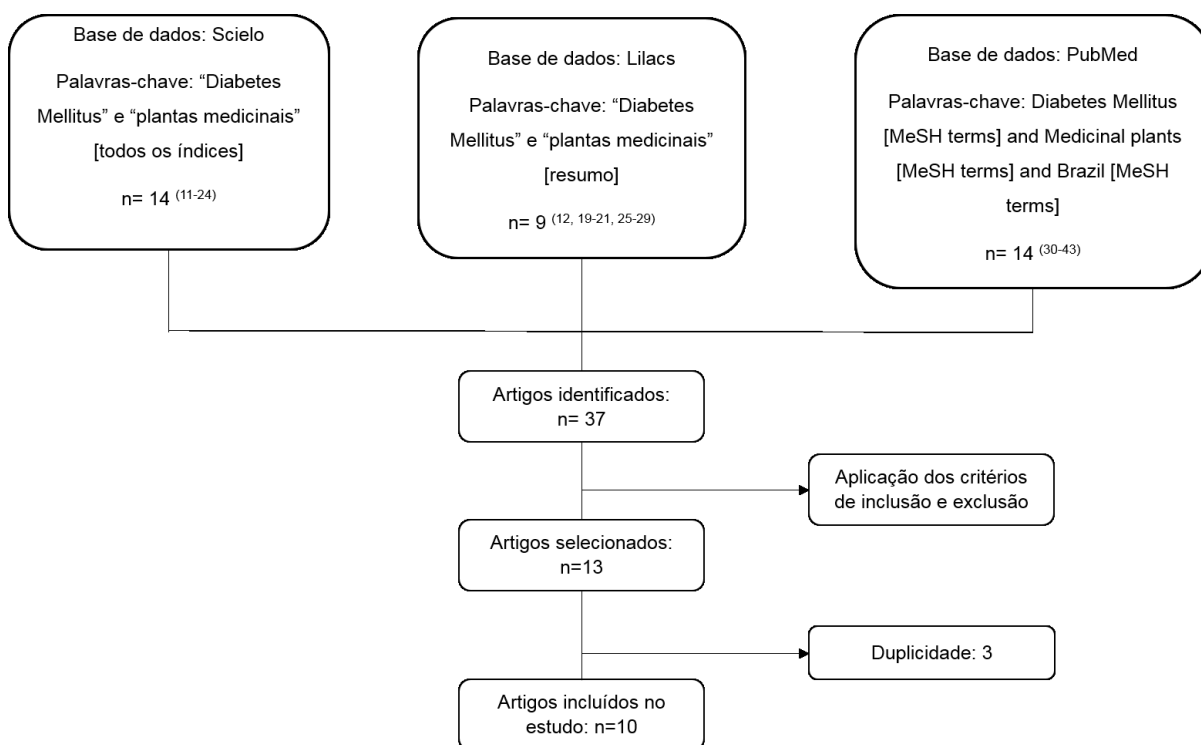 Base de dados: Scielo
Palavras-chave: “Diabetes
Mellitus” e “plantas medicinais”
[todos os índices]
n= 14 (11-24)
Base de dados: Lilacs
Palavras-chave: “Diabetes
Mellitus” e “plantas medicinais”
[resumo]
n= 9 (12, 19-21, 25-29)
Base de dados: PubMed
Palavras-chave: Diabetes Mellitus
[MeSH terms] and Medicinal plants
[MeSH terms] and Brazil [MeSH
terms]
n= 14 (30-43)
Artigos identificados:
n= 37
Aplicação dos critérios
de inclusão e exclusão
Artigos selecionados:
n=13
Duplicidade: 3
Artigos incluídos no
estudo: n=10